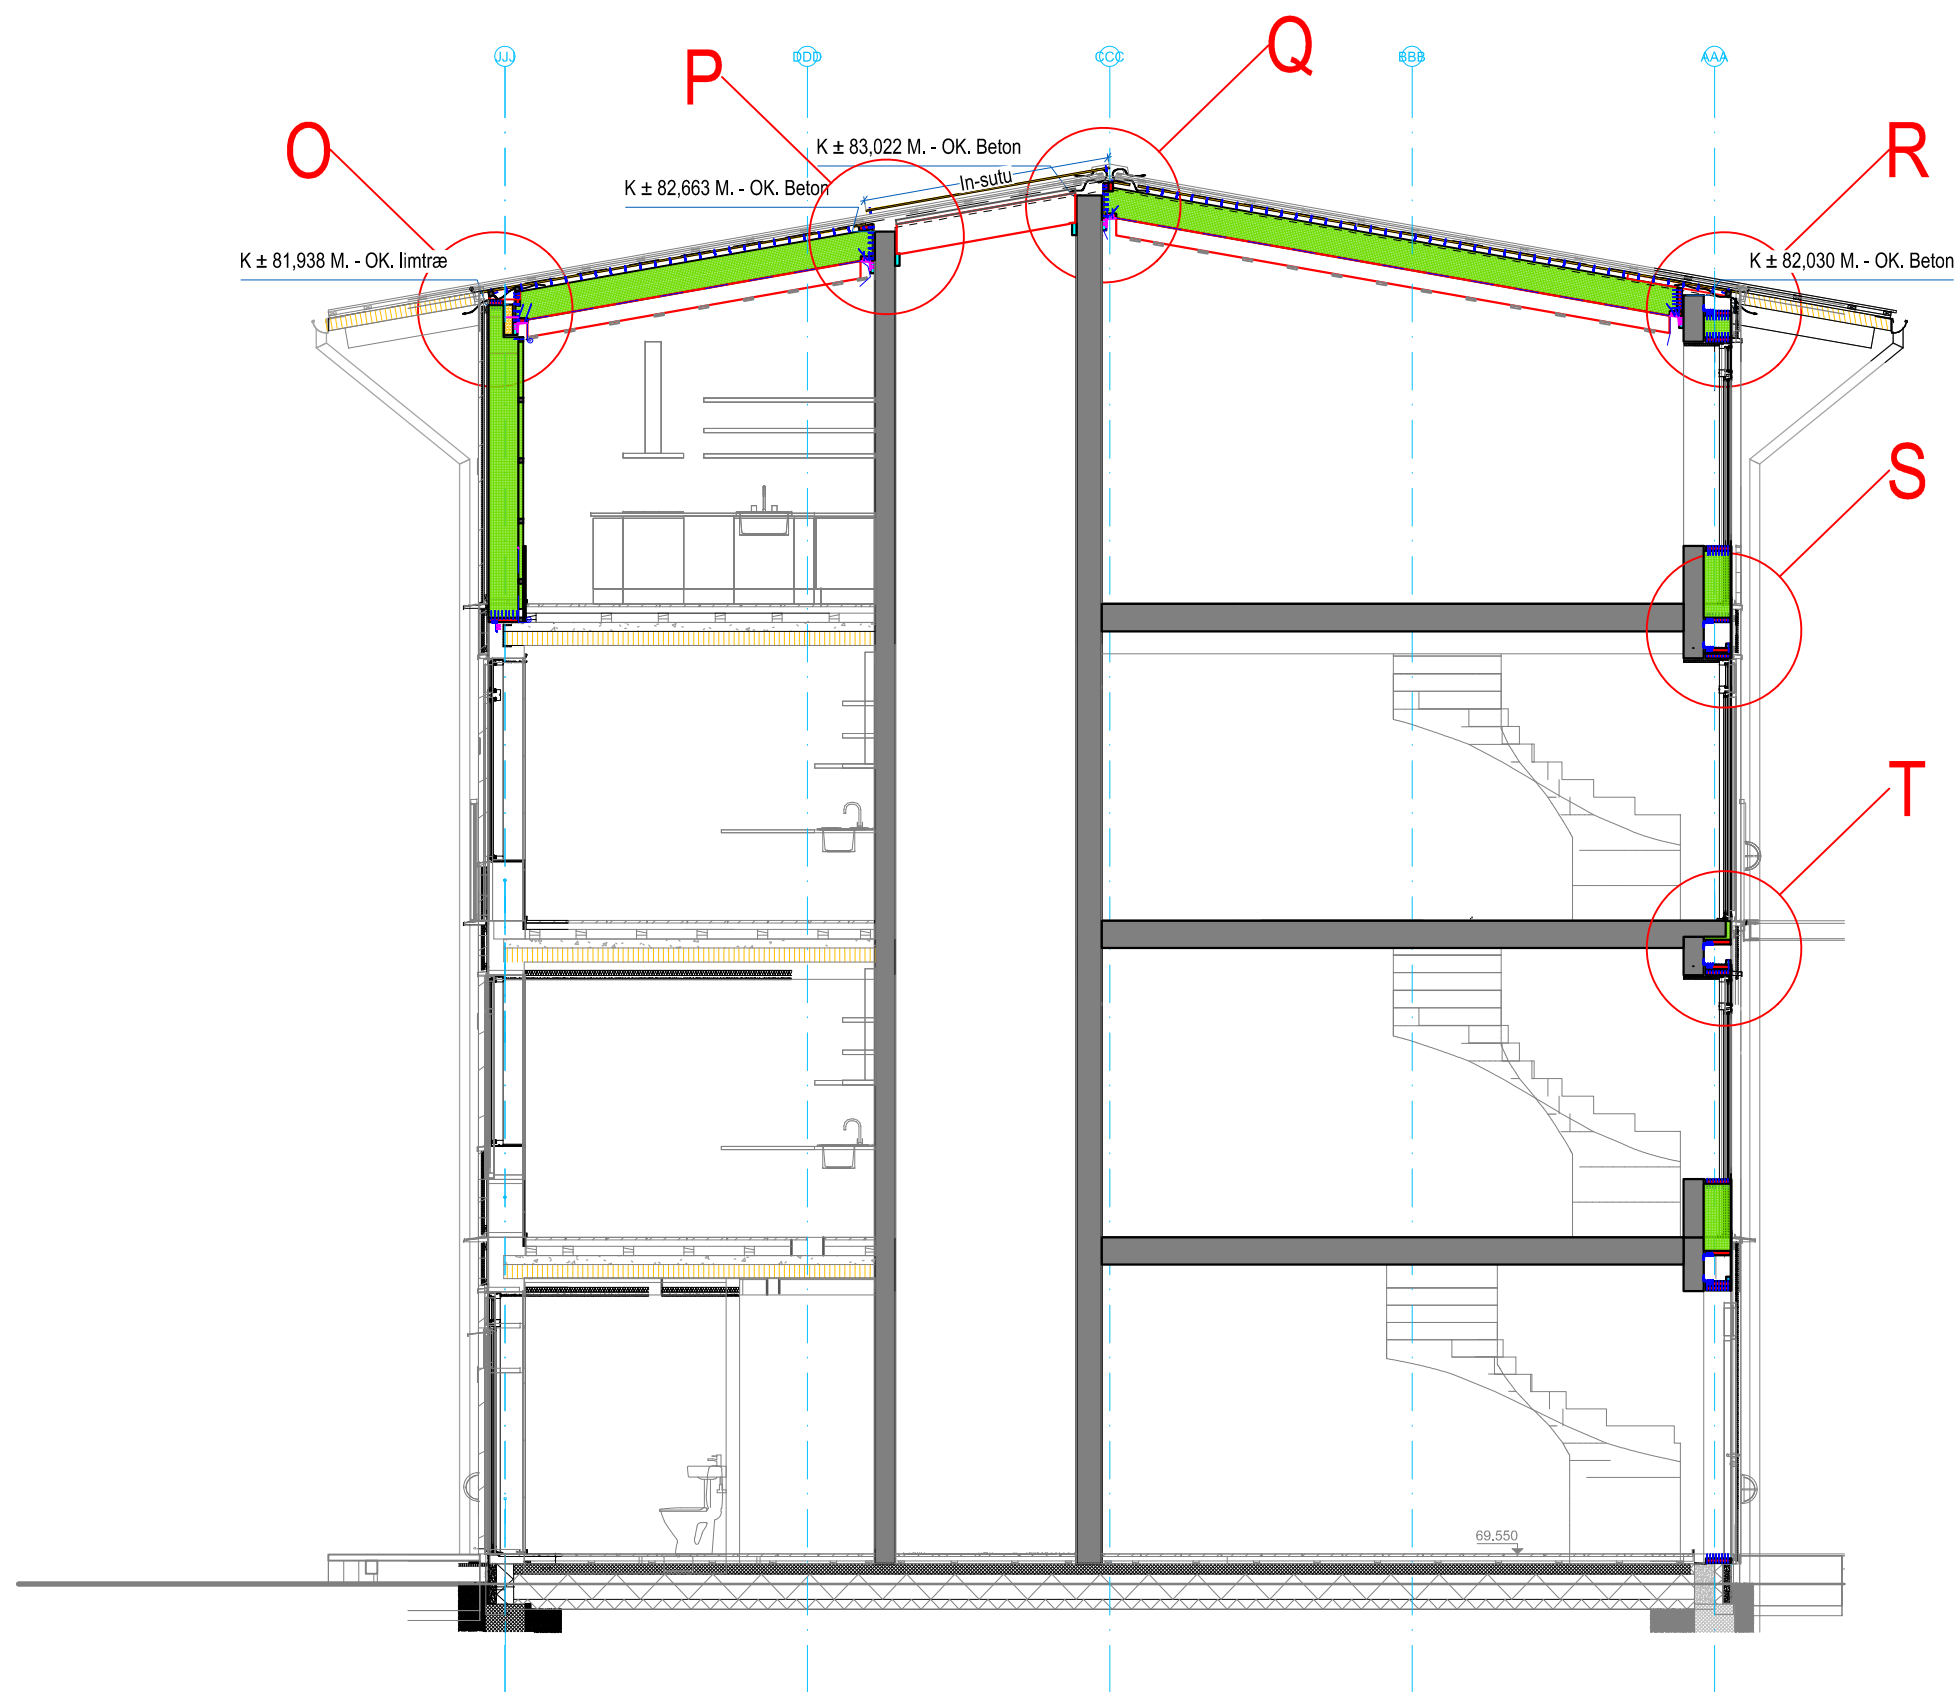 Q
JJJ
DDD
CCC
BBB
AAA
P
O
R
K ± 83,022 M. - OK. Beton
In-sutu
K ± 82,663 M. - OK. Beton
K ± 81,938 M. - OK. limtræ
K ± 82,030 M. - OK. Beton
S
T
69.550